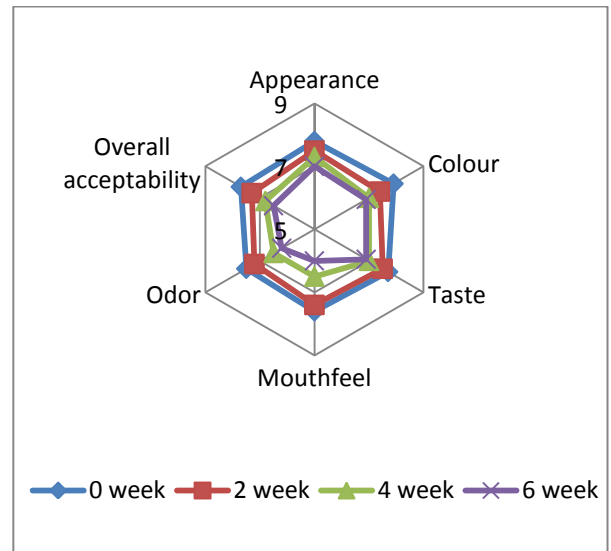 Appearance
9
Overall
acceptability
7
Colour
5
Odor
Taste
Mouthfeel
0 week 2 week 4 week 6 week